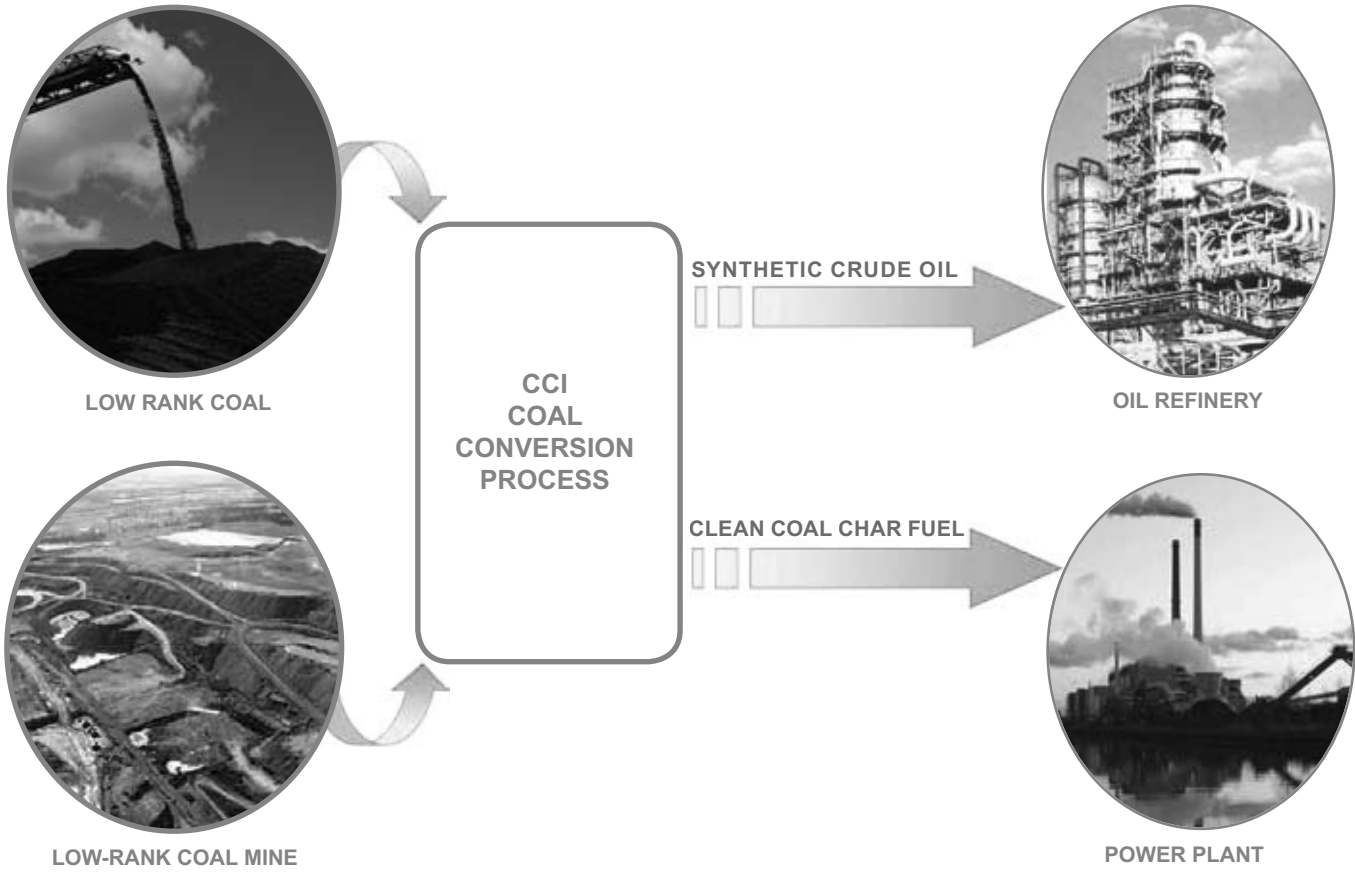 LOW RANK COAL
LOW-RANK COAL MINE
CCI
COAL
CONVERSION
PROCESS
SYNTHETIC CRUDE OIL
CLEAN COAL CHAR FUEL
OIL REFINERY
POWER PLANT